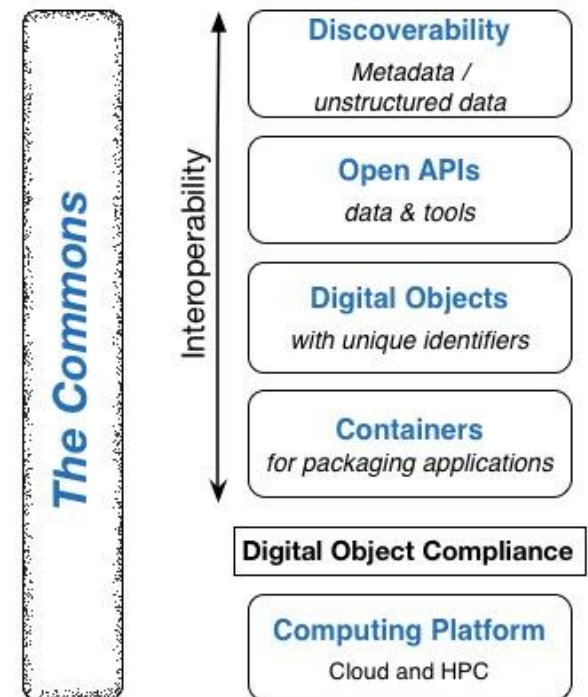 The Commons
Interoperability
Discoverability
Metadata /
unstructured data
Open APIs
data & tools
Digital Objects
with unique identifiers
Containers
for packaging applications
Digital Object Compliance
Computing Platform
Cloud and HPC